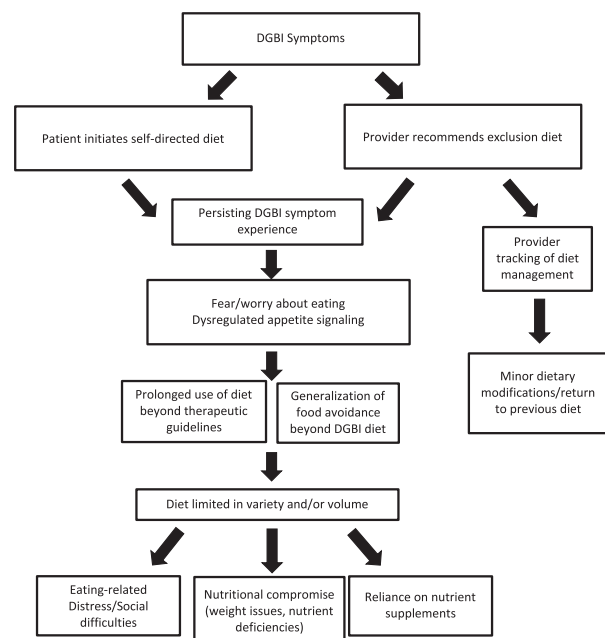 DGBI Symptoms
Patient initiates self-directed diet
Provider recommends exclusion diet
Persisting DGBI symptom
experience
Provider
tracking of diet
management
Fear/worry about eating
Dysregulated appetite signaling
Minor dietary
modifications/return
to previous diet
Prolonged use of diet
beyond therapeutic
guidelines
Generalization of
food avoidance
beyond DGBI diet
Diet limited in variety and/or volume
Eating-related
Distress/Social
difficulties
Nutritional compromise
(weight issues, nutrient
deficiencies)
Reliance on nutrient
supplements